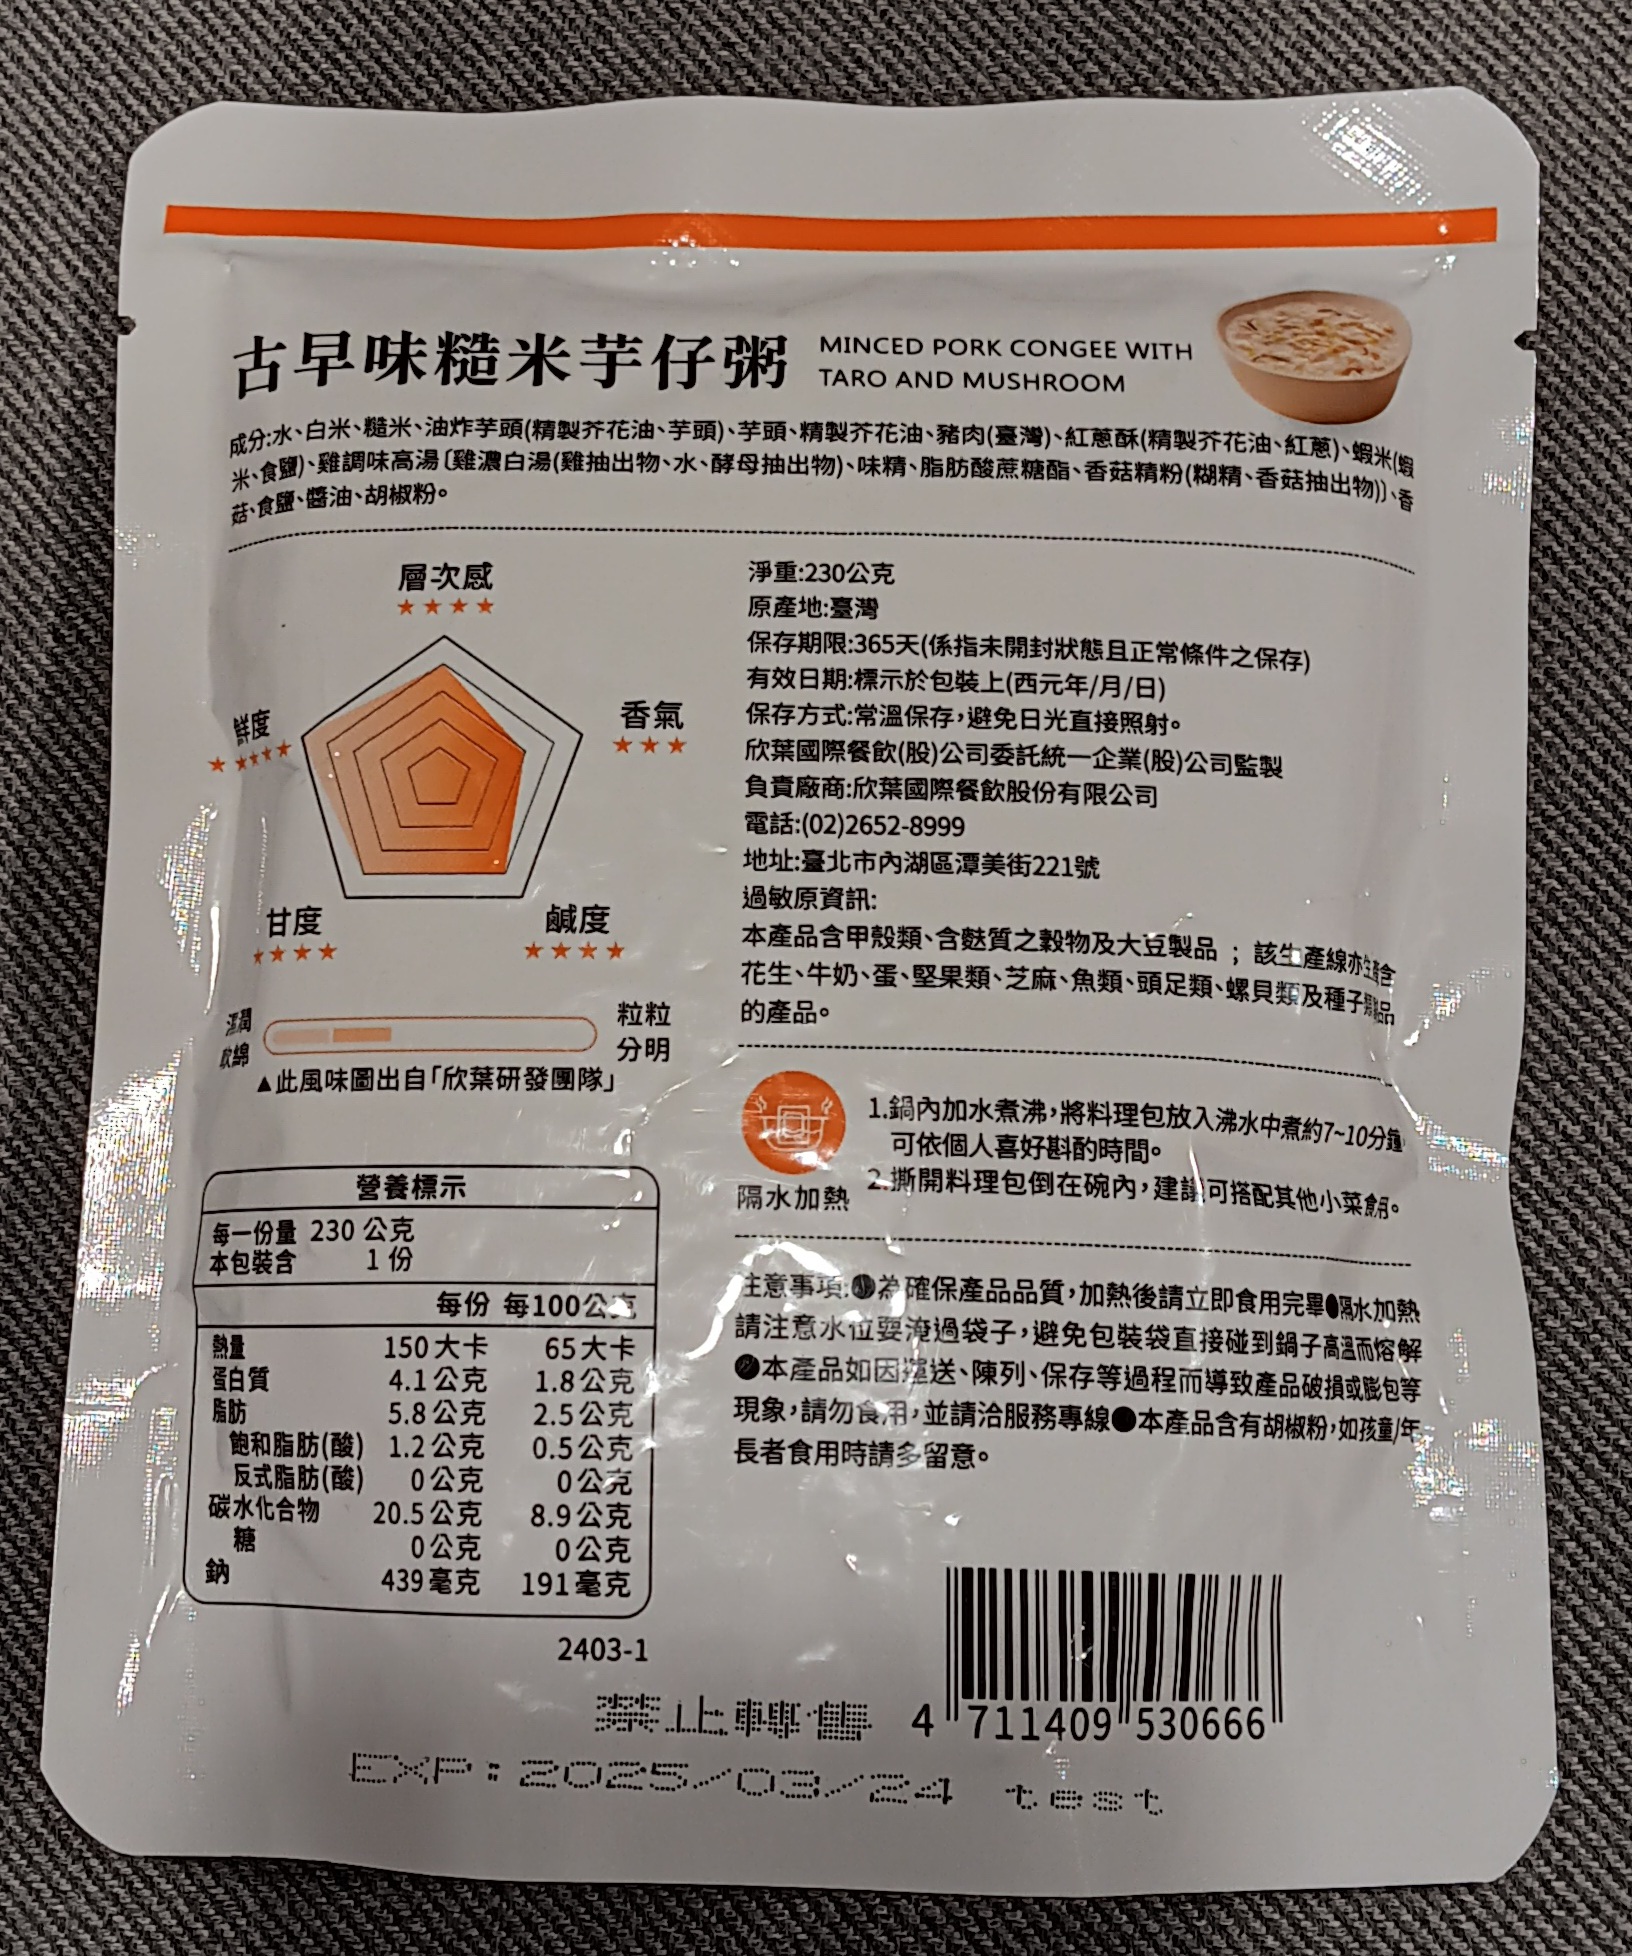 古早味糙米芋仔粥
MINCED PORK CONGEE WITH
TARO AND MUSHROOM
成分:水、白米、糙米、油炸芋頭(精製芥花油、芋頭)、芋頭、精製芥花油、豬肉(臺灣)、紅蔥酥(精製芥花油、紅蔥)、蝦米(蝦
米、食鹽)、雞調味高湯〔雞濃白湯(雞抽出物、水、酵母抽出物)、味精、脂肪酸蔗糖酯、香菇精粉(糊精、香菇抽出物)〕、香
菇、食鹽、醬油、胡椒粉。
層次感
★★★★
香氣
★★★
鮮度
★★★★★
甘度
★★★★
鹹度
★★★★
濕潤
軟綿
粒粒
分明
▲此風味圖出自「欣葉研發團隊」
淨重:230公克
原產地:臺灣
保存期限:365天(係指未開封狀態且正常條件之保存)
有效日期:標示於包裝上(西元年/月/日)
保存方式:常溫保存,避免日光直接照射。
欣葉國際餐飲(股)公司委託統一企業(股)公司監製
負責廠商:欣葉國際餐飲股份有限公司
電話:(02)2652-8999
地址:臺北市內湖區潭美街221號
過敏原資訊:
本產品含甲殼類、含麩質之穀物及大豆製品 ; 該生產線亦生產含
花生、牛奶、蛋、堅果類、芝麻、魚類、頭足類、螺貝類及種子類製品
的產品。
隔水加熱
1.鍋內加水煮沸,將料理包放入沸水中煮約7~10分鐘
可依個人喜好斟酌時間。
2.撕開料理包倒在碗內,建議可搭配其他小菜食用。
注意事項:●為確保產品品質,加熱後請立即食用完畢●隔水加熱
請注意水位要淹過袋子,避免包裝袋直接碰到鍋子高溫而熔解
●本產品如因運送、陳列、保存等過程而導致產品破損或膨包等
現象,請勿食用,並請洽服務專線●本產品含有胡椒粉,如孩童/年
長者食用時請多留意。
營養標示
每一份量 230 公克
本包裝含 1 份
每份 每100公克
熱量 150 大卡 65 大卡
蛋白質 4.1 公克 1.8 公克
脂肪 5.8 公克 2.5 公克
飽和脂肪(酸) 1.2 公克 0.5 公克
反式脂肪(酸) 0 公克 0 公克
碳水化合物 20.5 公克 8.9 公克
糖 0 公克 0 公克
鈉 439 毫克 191 毫克
2403-1
禁止轉售
4 711409 530666
EXP:2025/03/24 test